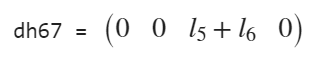 dh67 = (0 0 l₅ + l₆ 0)